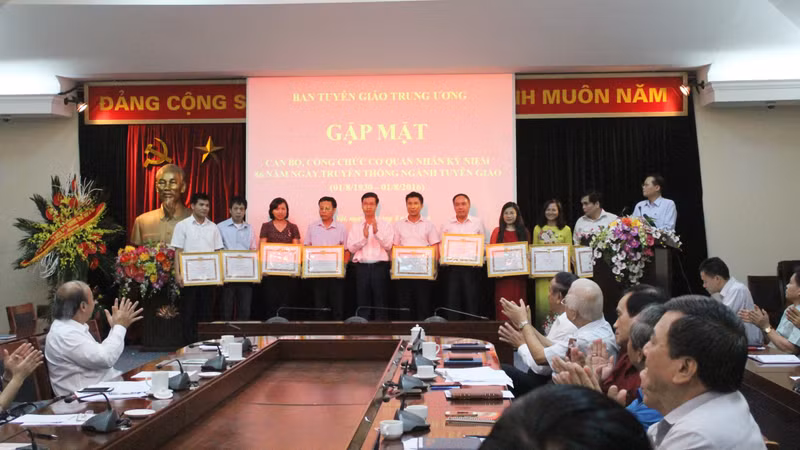 ĐẢNG CỘNG S
H MUÔN NĂM
BAN TUYÊN GIÁO TRUNG ƯƠNG
GẶP MẶT
CÁN BỘ, CÔNG CHỨC CƠ QUAN NHÂN KỶ NIỆM
86 NĂM NGÀY TRUYỀN THỐNG NGÀNH TUYÊN GIÁO
(01/8/1930 - 01/8/2016)